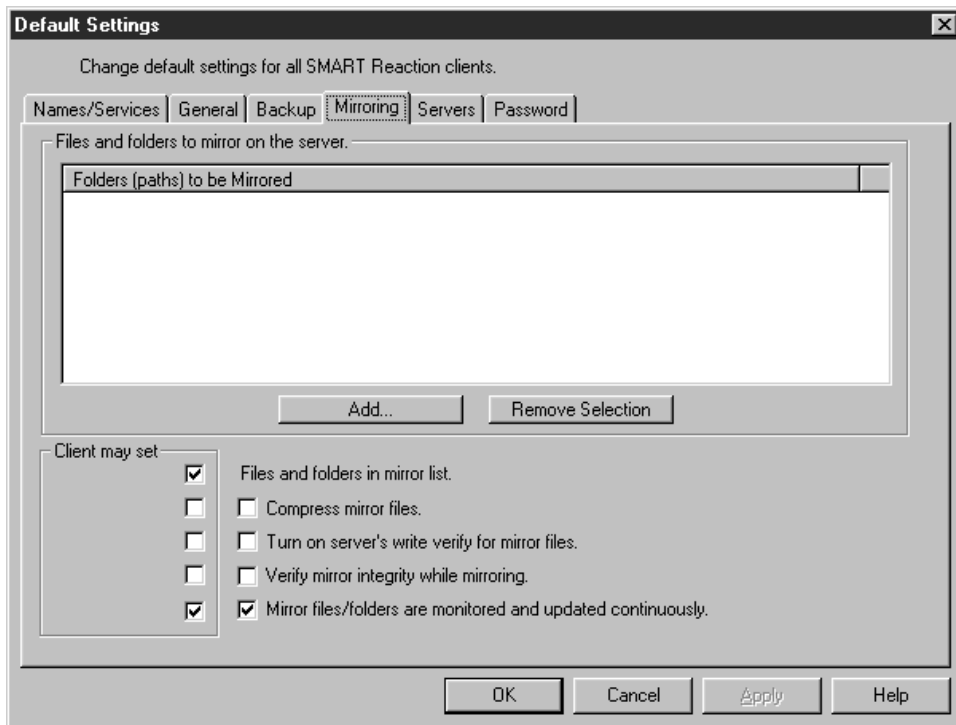 Default Settings
Change default settings for all SMART Reaction clients.
Names/Services General Backup Mirroring Servers Password
Files and folders to mirror on the server.
Folders (paths) to be Mirrored
Add... Remove Selection
Client may set
Files and folders in mirror list.
Compress mirror files.
Turn on server's write verify for mirror files.
Verify mirror integrity while mirroring.
Mirror files/folders are monitored and updated continuously.
OK Cancel Apply Help